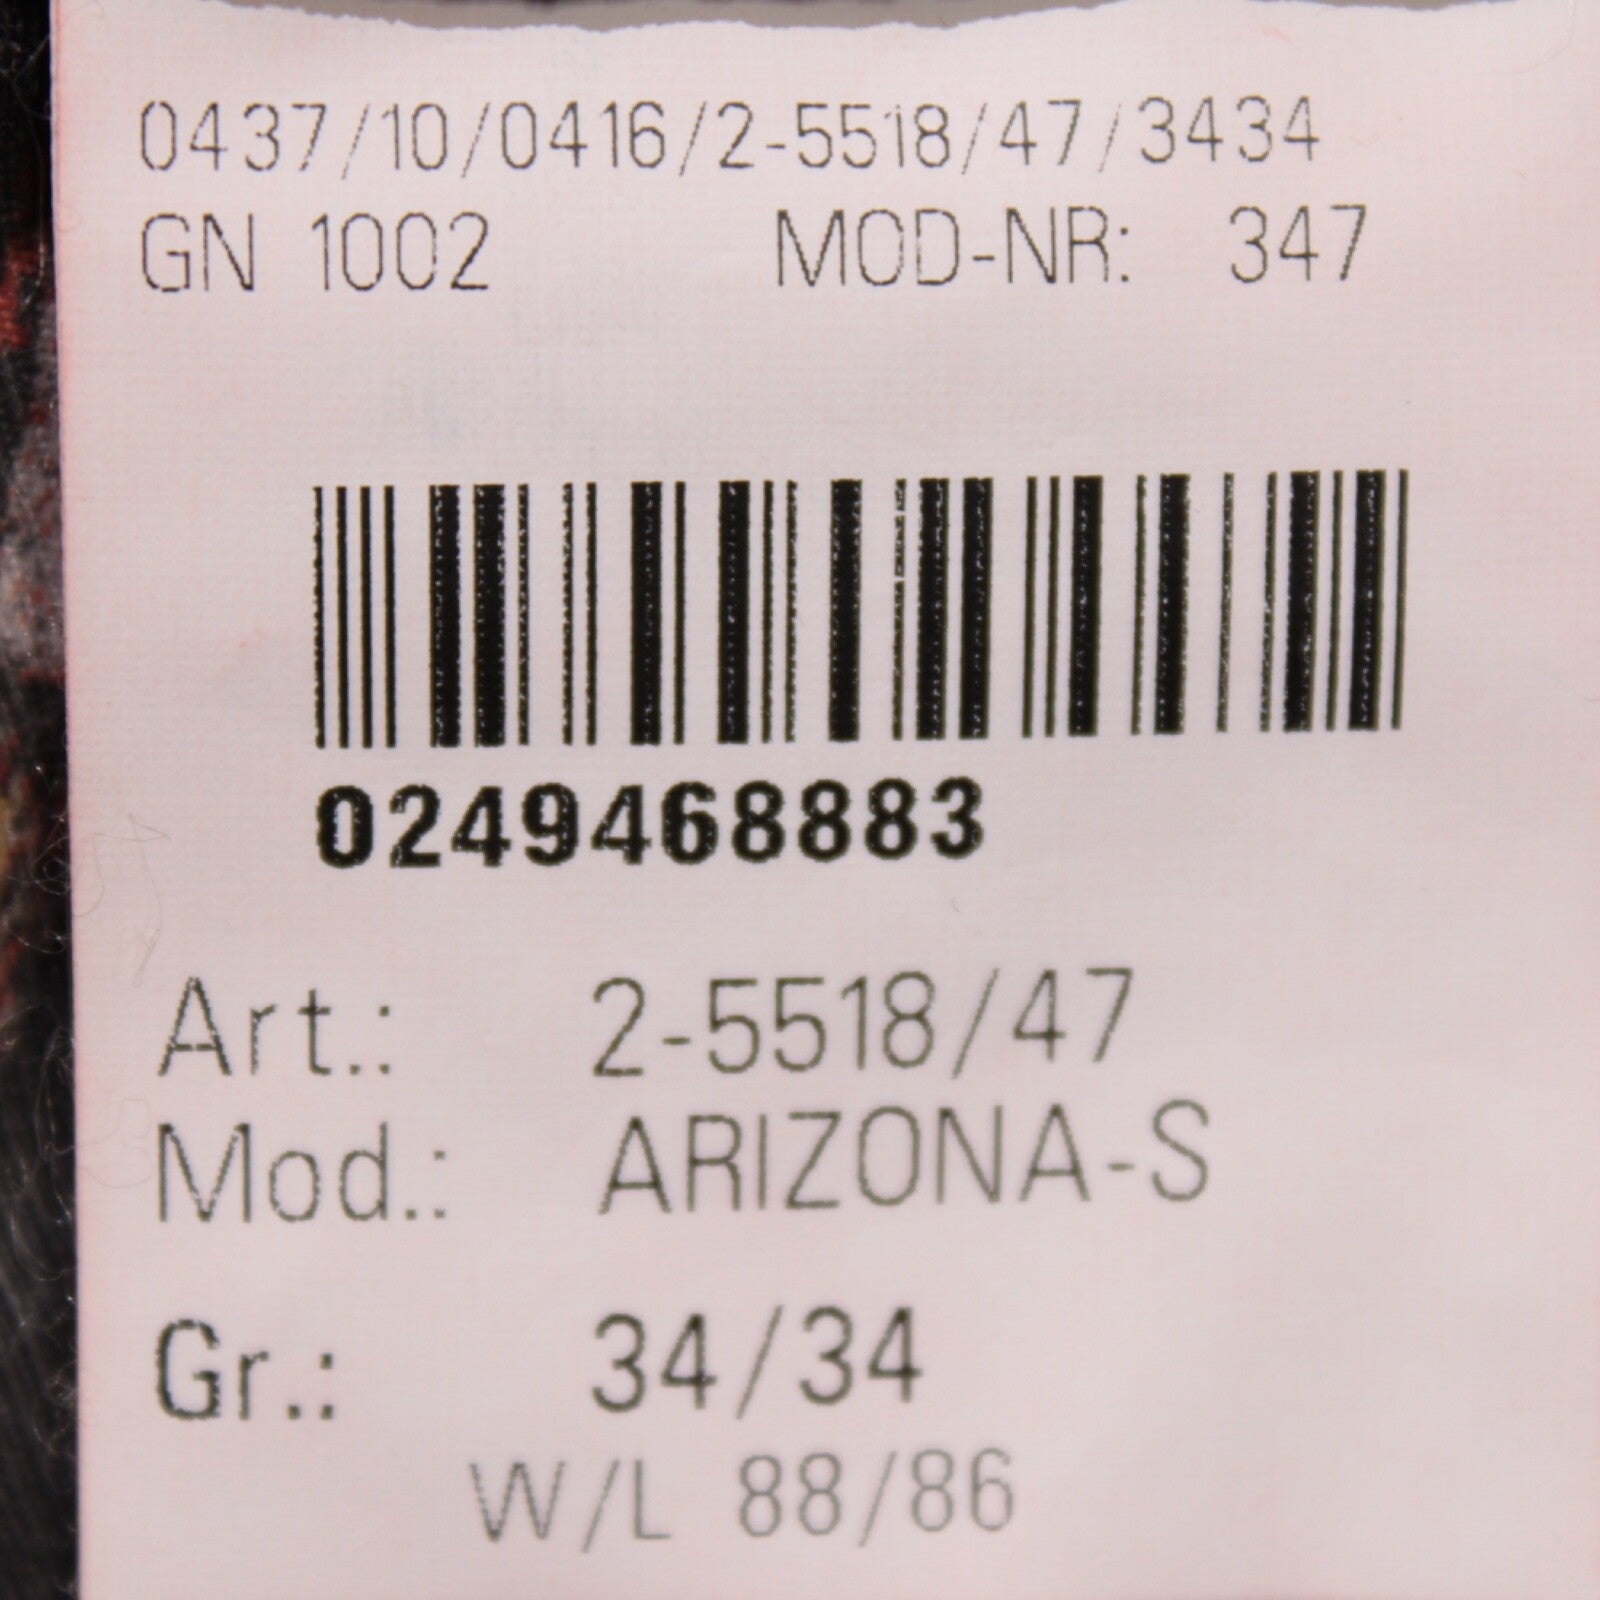 0437/10/0416/2-5518/47/3434
GN 1002 MOD-NR: 347
0249468883
Art.: 2-5518/47
Mod.: ARIZONA-S
Gr.: 34/34
W/L 88/86